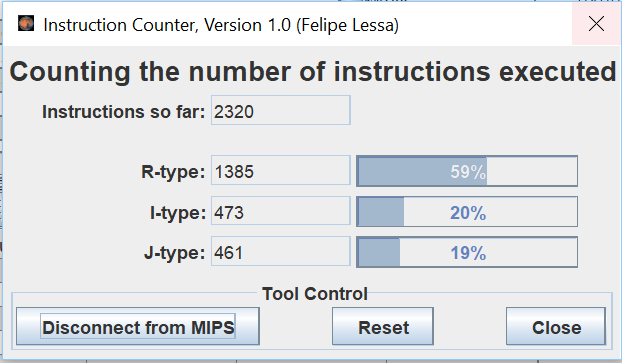 Instruction Counter, Version 1.0 (Felipe Lessa)
Counting the number of instructions executed
Instructions so far: 2320
R-type: 1385 59%
I-type: 473 20%
J-type: 461 19%
Tool Control
Disconnect from MIPS Reset Close